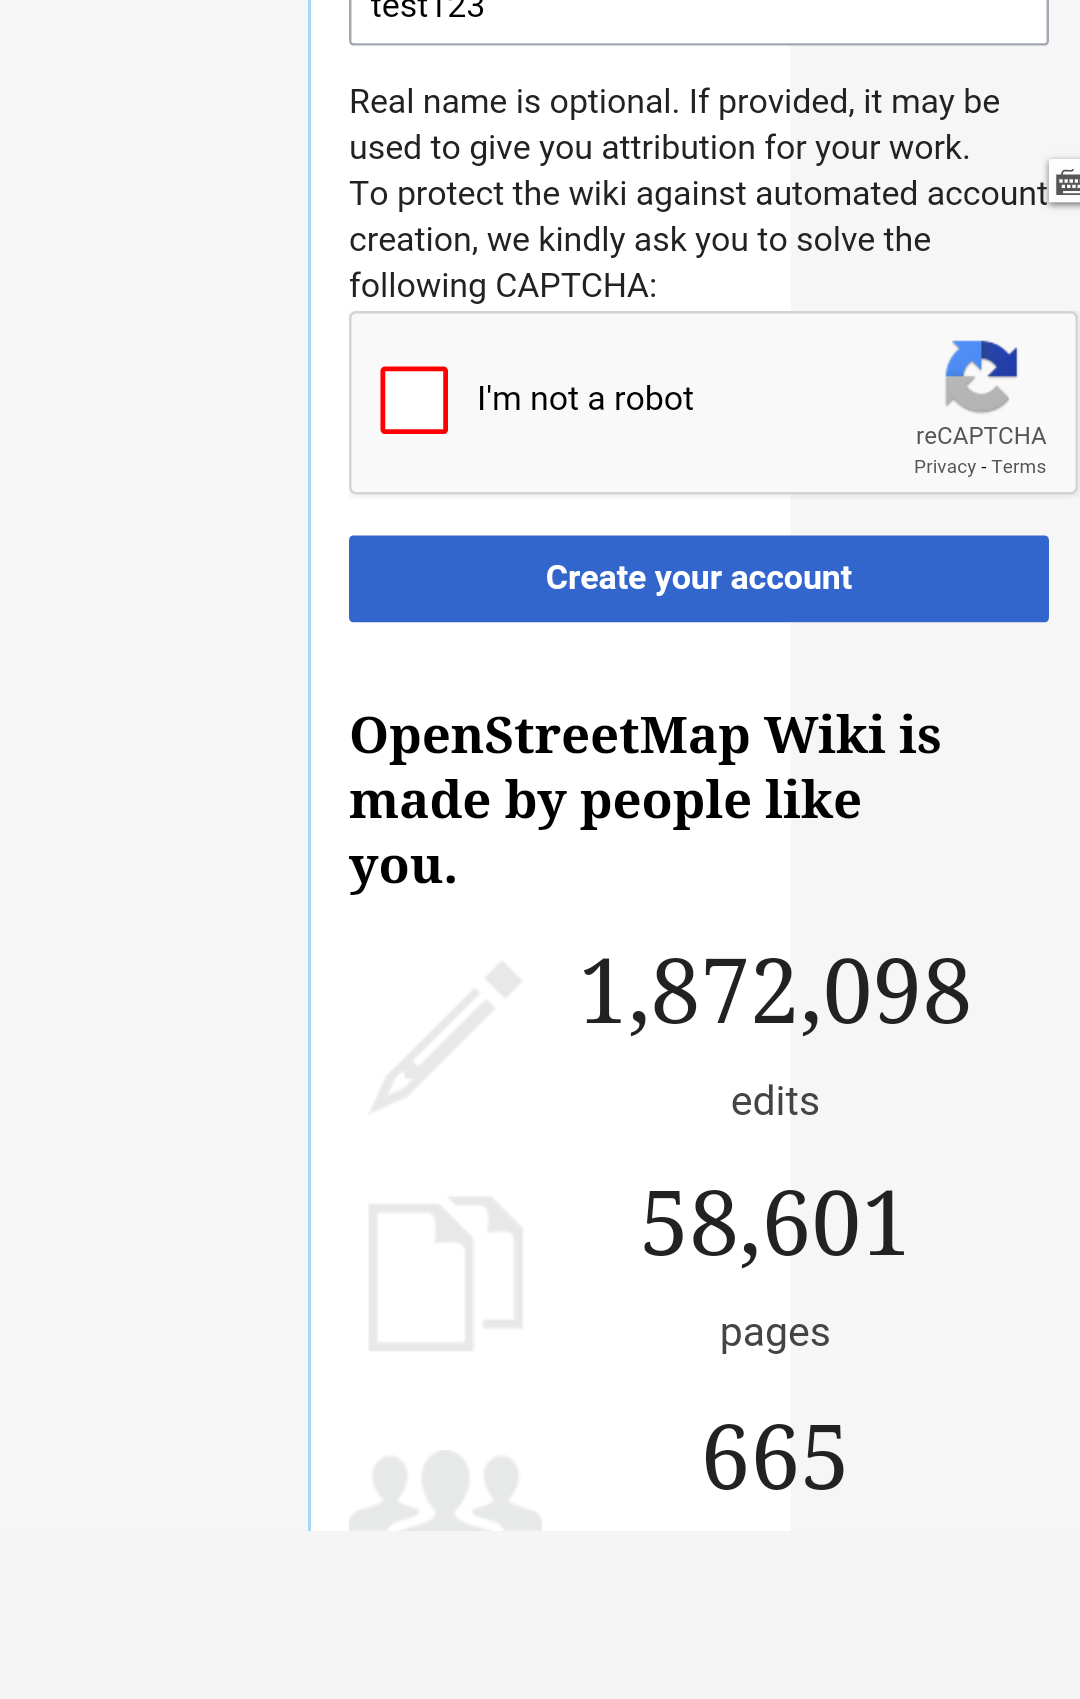 test123
Real name is optional. If provided, it may be
used to give you attribution for your work.
To protect the wiki against automated account
creation, we kindly ask you to solve the
following CAPTCHA:
I'm not a robot
reCAPTCHA
Privacy - Terms
Create your account
OpenStreetMap Wiki is
made by people like
you.
1,872,098
edits
58,601
pages
665